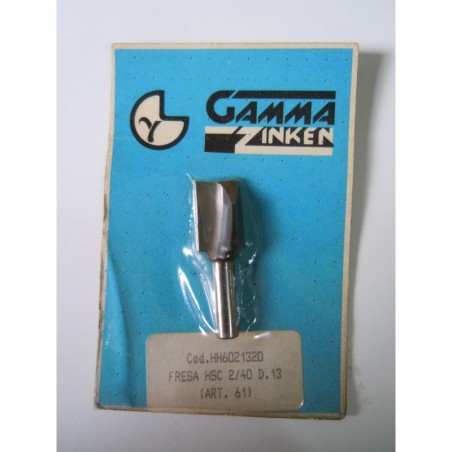 γ
GAMMA
ZINKEN
Cod.HH6021320
FRESA HSC 2/40 D.13
(ART. 61)